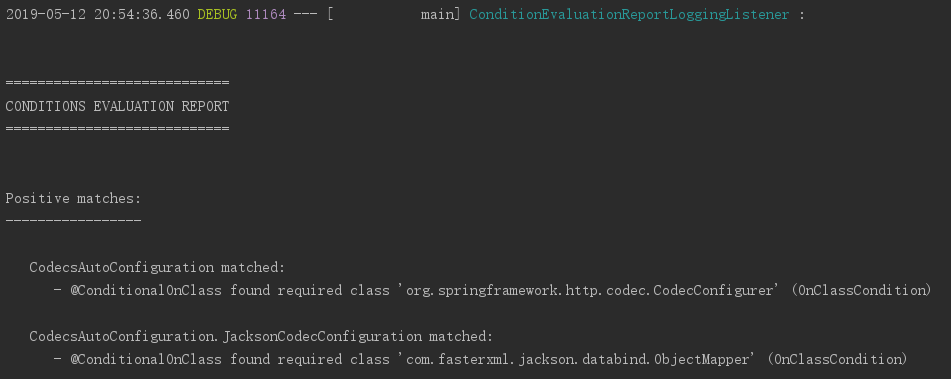 2019-05-12 20:54:36.460 DEBUG 11164 --- [           main] ConditionEvaluationReportLoggingListener :
============================
CONDITIONS EVALUATION REPORT
============================
Positive matches:
-----------------
CodecsAutoConfiguration matched:
- @ConditionalOnClass found required class 'org.springframework.http.codec.CodecConfigurer' (OnClassCondition)
CodecsAutoConfiguration.JacksonCodecConfiguration matched:
- @ConditionalOnClass found required class 'com.fasterxml.jackson.databind.ObjectMapper' (OnClassCondition)